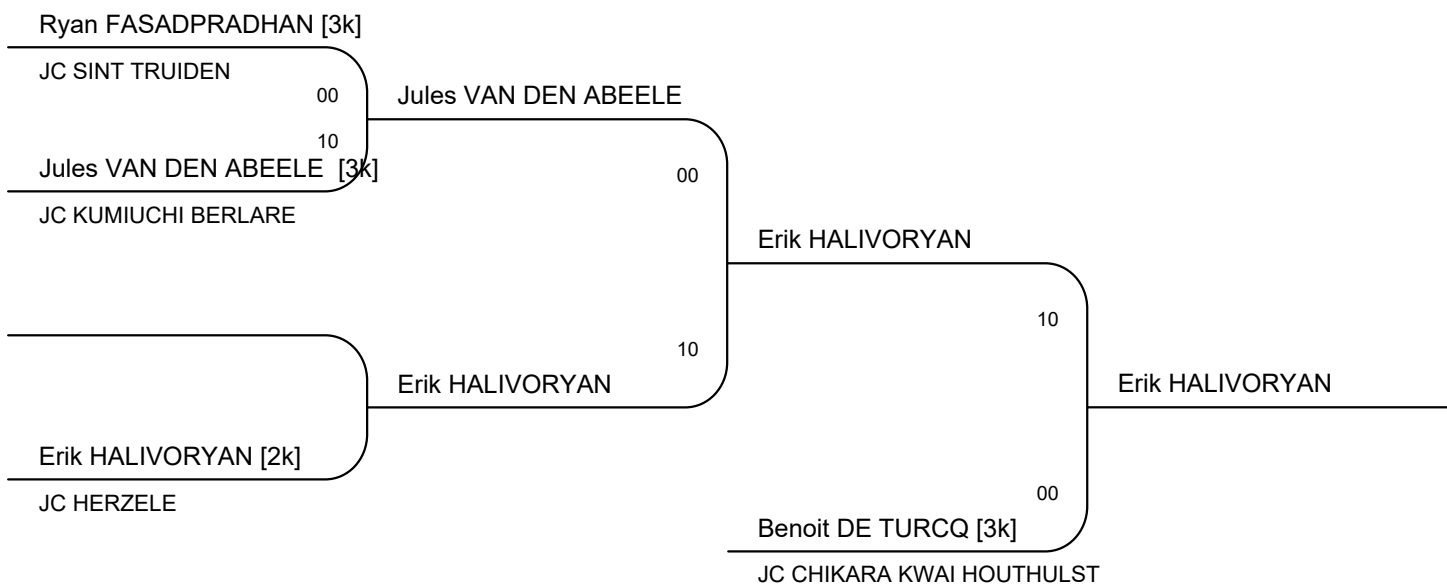 Ryan FASADPRADHAN [3k]
JC SINT TRUIDEN
00
Jules VAN DEN ABEELE
10
Jules VAN DEN ABEELE [3k]
00
JC KUMIUCHI BERLARE
Erik HALIVORYAN
10
10
Erik HALIVORYAN
Erik HALIVORYAN
Erik HALIVORYAN [2k]
JC HERZELE
00
Benoit DE TURCQ [3k]
JC CHIKARA KWAI HOUTHULST